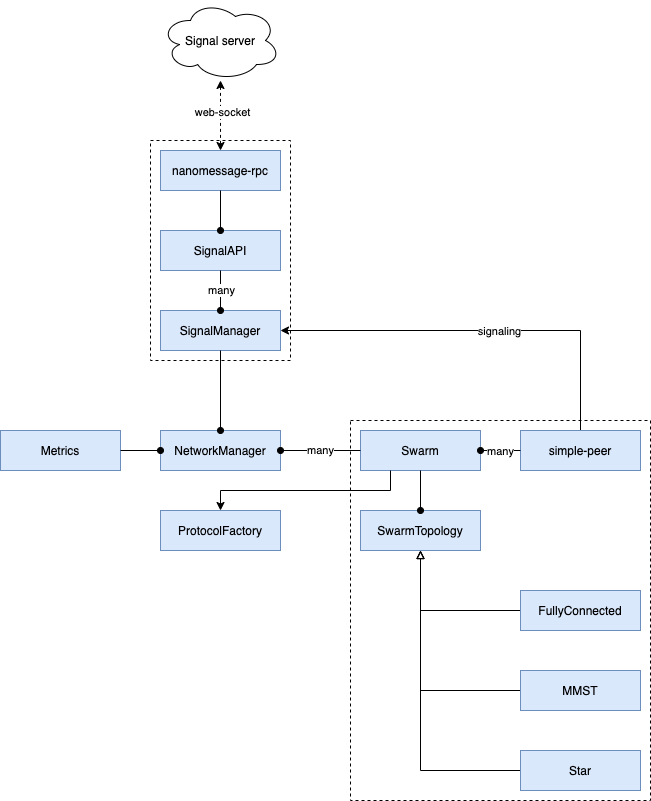 Signal server
web-socket
nanomessage-rpc
SignalAPI
many
SignalManager
signaling
Metrics
NetworkManager
many
Swarm
many
simple-peer
ProtocolFactory
SwarmTopology
FullyConnected
MMST
Star